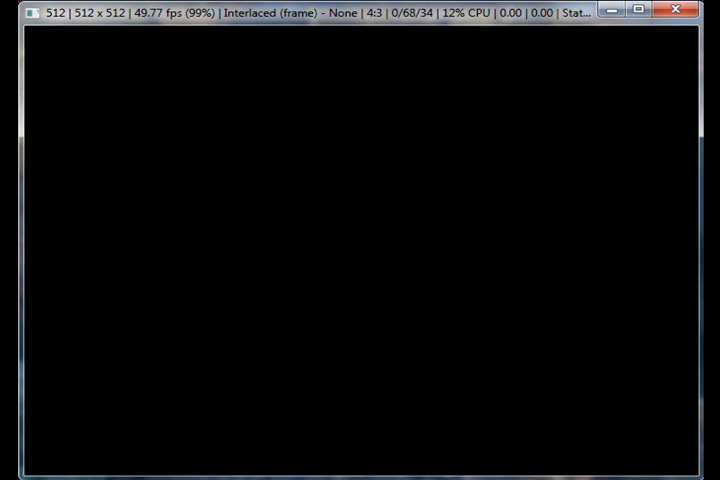 512 | 512 x 512 | 49.77 fps (99%) | Interlaced (frame) - None | 4:3 | 0/68/34 | 12% CPU | 0.00 | 0.00 | Stat...